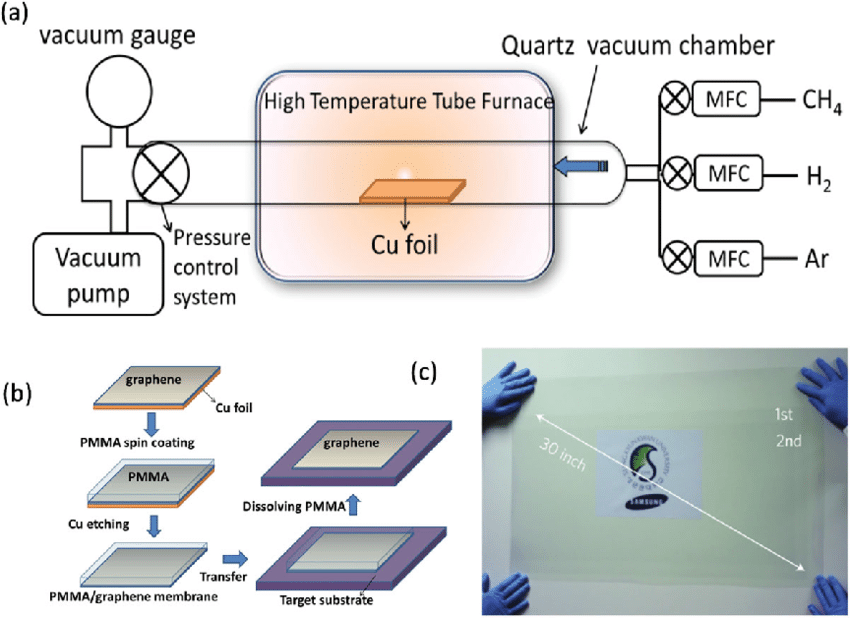 (a)
vacuum gauge
Quartz vacuum chamber
High Temperature Tube Furnace
MFC
CH4
MFC
H2
MFC
Ar
Cu foil
Pressure
control
system
Vacuum
pump
(b)
graphene
Cu foil
PMMA spin coating
PMMA
Cu etching
PMMA/graphene membrane
Transfer
Target substrate
Dissolving PMMA
graphene
(c)
1st
2nd
30 inch
SAMSUNG